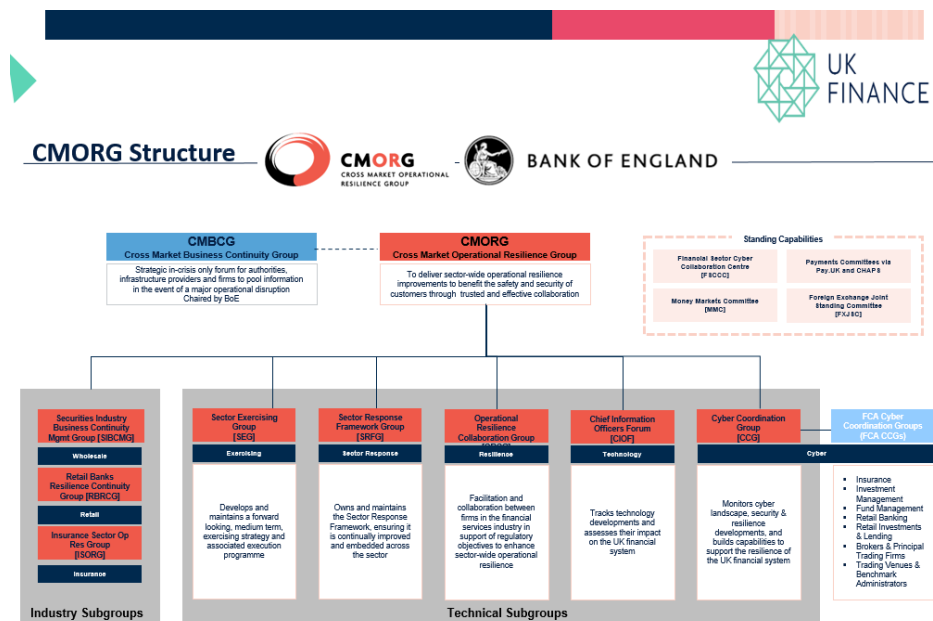 UK
FINANCE
CMORG Structure
CMORG
CROSS MARKET OPERATIONAL
RESILIENCE GROUP
BANK OF ENGLAND
CMBCG
Cross Market Business Continuity Group
Strategic in-crisis only forum for authorities,
infrastructure providers and firms to pool information
in the event of a major operational disruption
Chaired by BoE
CMORG
Cross Market Operational Resilience Group
To deliver sector-wide operational resilience
improvements to benefit the safety and security of
customers through trusted and effective collaboration
Standing Capabilities
Financial Sector Cyber
Collaboration Centre
[FSCCC]
Payments Committees via
Pay.UK and CHAPS
Money Markets Committee
[MMC]
Foreign Exchange Joint
Standing Committee
[FXJSC]
Securities Industry
Business Continuity
Mgmt Group [SIBCMG]
Wholesale
Retail Banks
Resilience Continuity
Group [RBRCG]
Retail
Insurance Sector Op
Res Group
[ISORG]
Insurance
Industry Subgroups
Sector Exercising
Group
[SEG]
Exercising
Develops and
maintains a forward
looking, medium term,
exercising strategy and
associated execution
programme
Sector Response
Framework Group
[SRFG]
Sector Response
Owns and maintains
the Sector Response
Framework, ensuring it
is continually improved
and embedded across
the sector
Operational
Resilience
Collaboration Group
Resilience
Facilitation and
collaboration between
firms in the financial
services industry in
support of regulatory
objectives to enhance
sector-wide operational
resilience
Chief Information
Officers Forum
[CIOF]
Technology
Tracks technology
developments and
assesses their impact
on the UK financial
system
Cyber Coordination
Group
[CCG]
Cyber
Monitors cyber
landscape, security &
resilience
developments, and
builds capabilities to
support the resilience of
the UK financial system
FCA Cyber
Coordination Groups
(FCA CCGs)
▪ Insurance
▪ Investment
Management
▪ Fund Management
▪ Retail Banking
▪ Retail Investments
& Lending
▪ Brokers & Principal
Trading Firms
▪ Trading Venues &
Benchmark
Administrators
Technical Subgroups